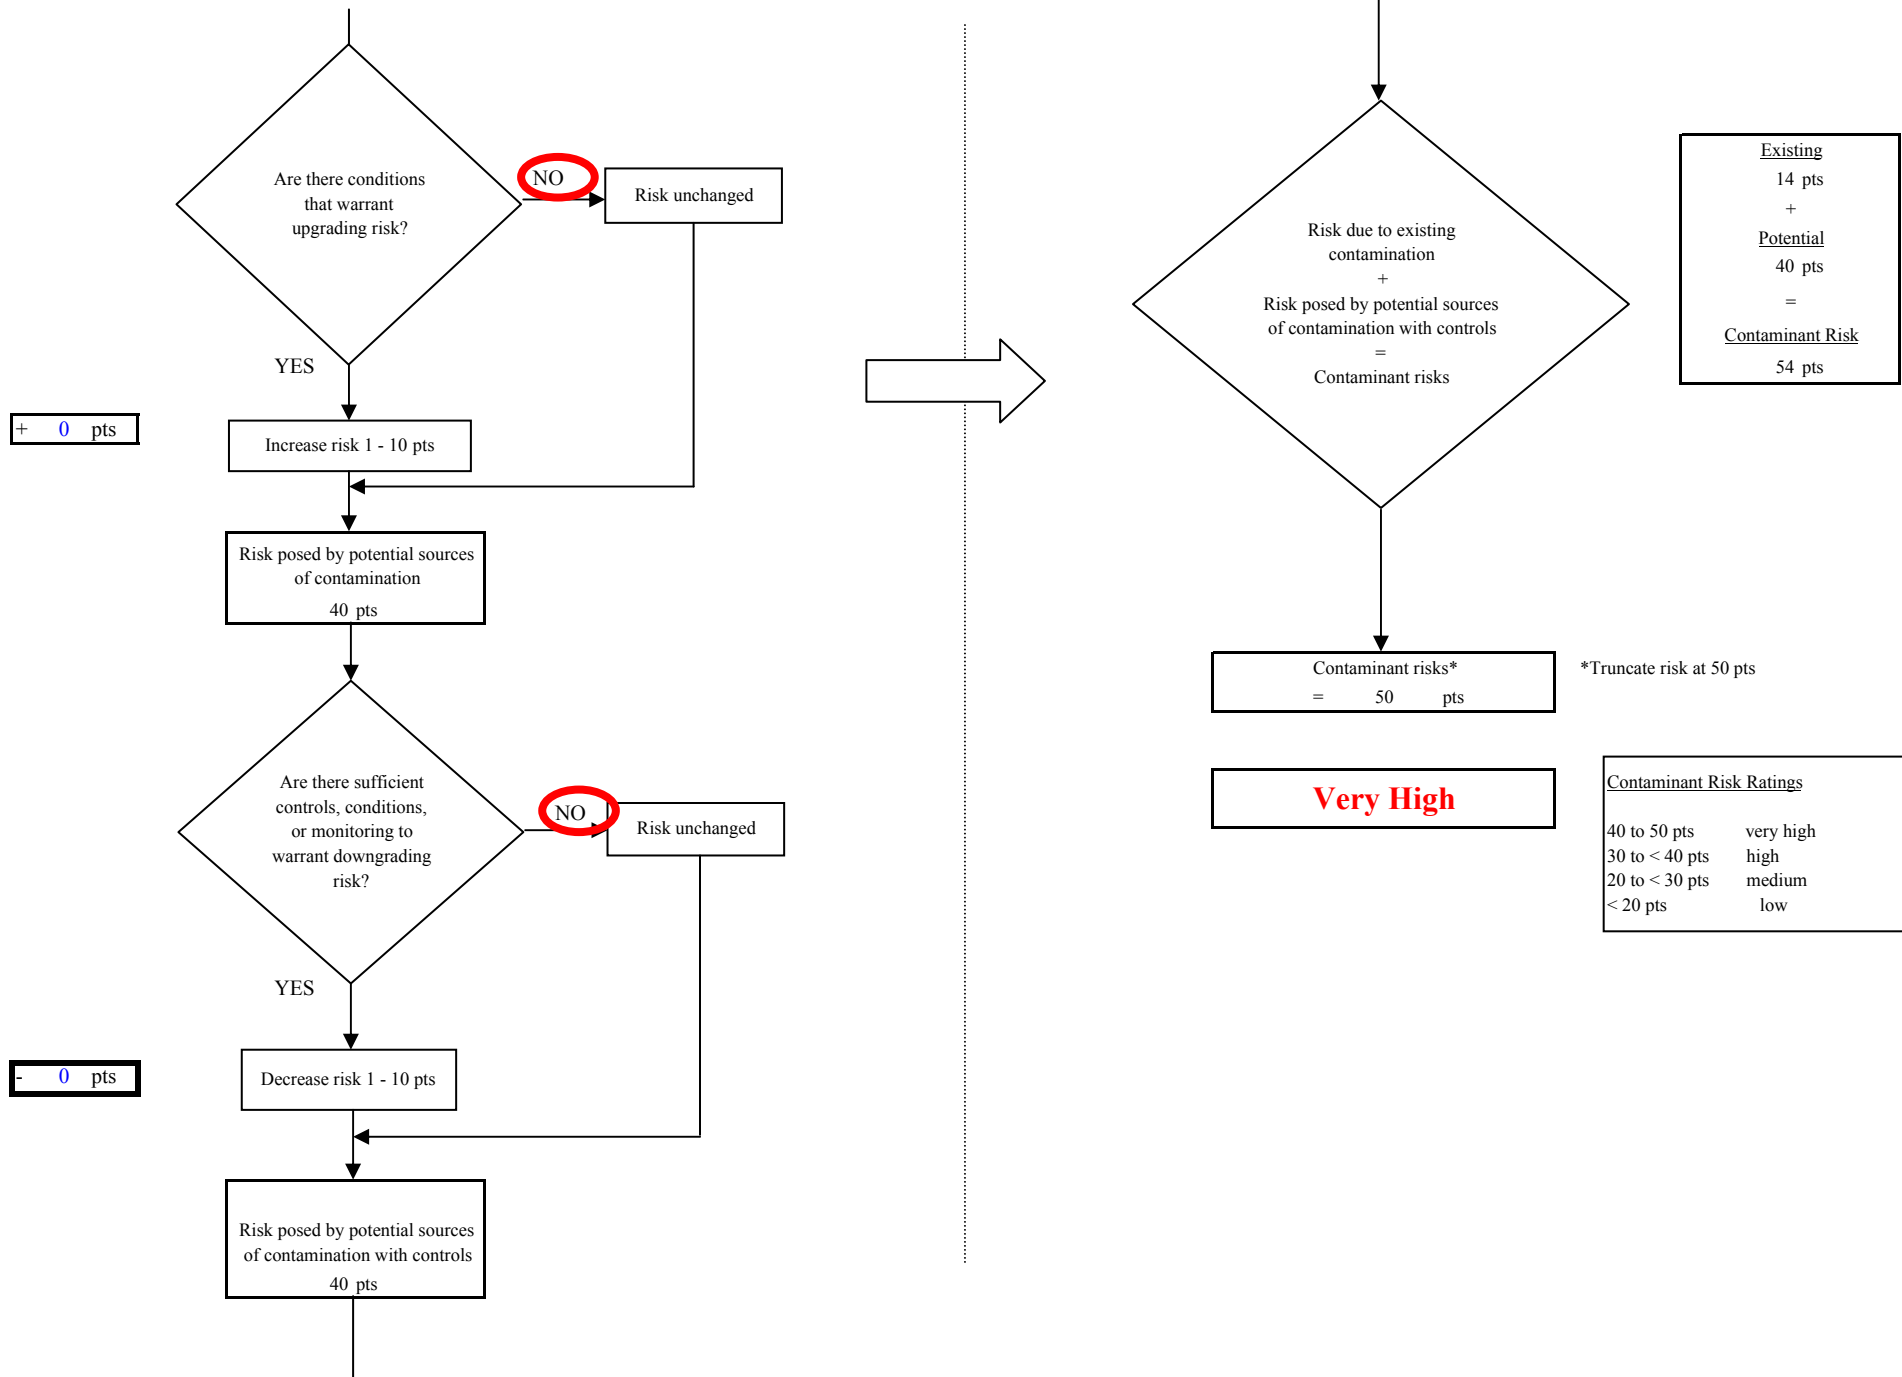 Are there conditions
that warrant
upgrading risk?
NO
Risk unchanged
YES
+ 0 pts
Increase risk 1 - 10 pts
Risk posed by potential sources
of contamination
40 pts
Are there sufficient
controls, conditions,
or monitoring to
warrant downgrading
risk?
NO
Risk unchanged
YES
- 0 pts
Decrease risk 1 - 10 pts
Risk posed by potential sources
of contamination with controls
40 pts
Risk due to existing
contamination
+
Risk posed by potential sources
of contamination with controls
=
Contaminant risks
Existing
14 pts
+
Potential
40 pts
=
Contaminant Risk
54 pts
Contaminant risks*
= 50 pts
*Truncate risk at 50 pts
Very High
Contaminant Risk Ratings
40 to 50 pts very high
30 to < 40 pts high
20 to < 30 pts medium
< 20 pts low